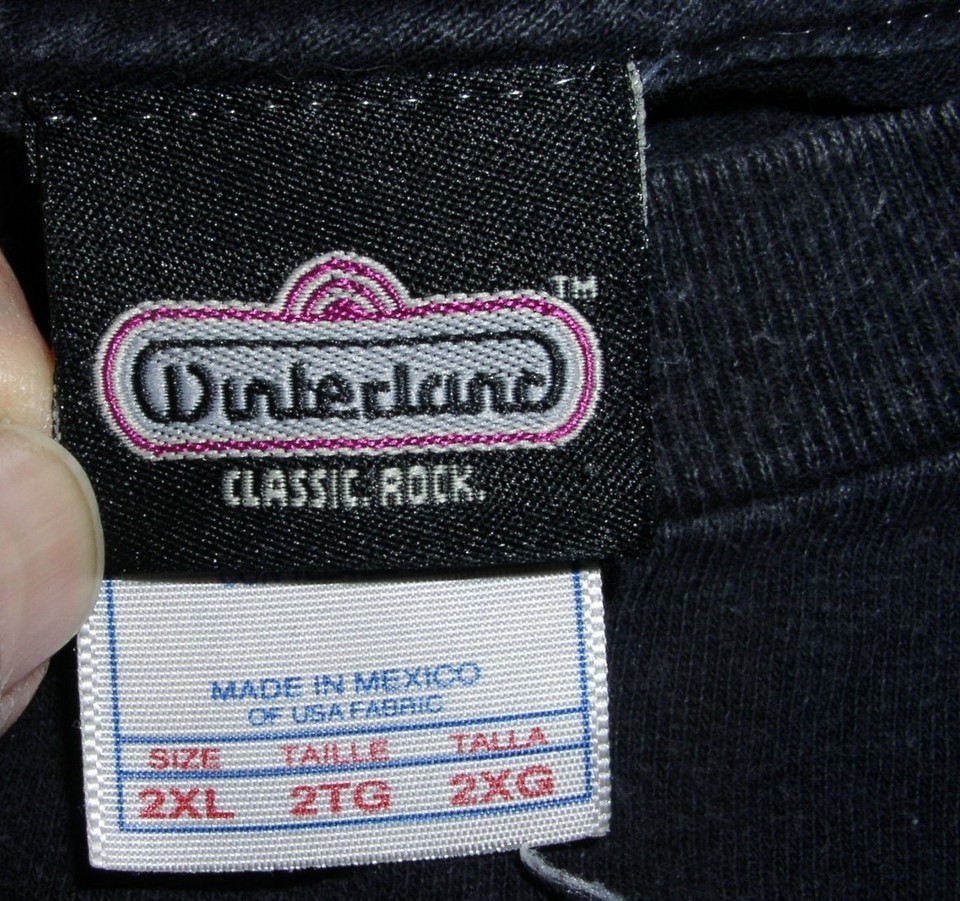 TM
Winterland
CLASSIC ROCK.
MADE IN MEXICO
OF USA FABRIC
SIZE TAILLE TALLA
2XL 2TG 2XG